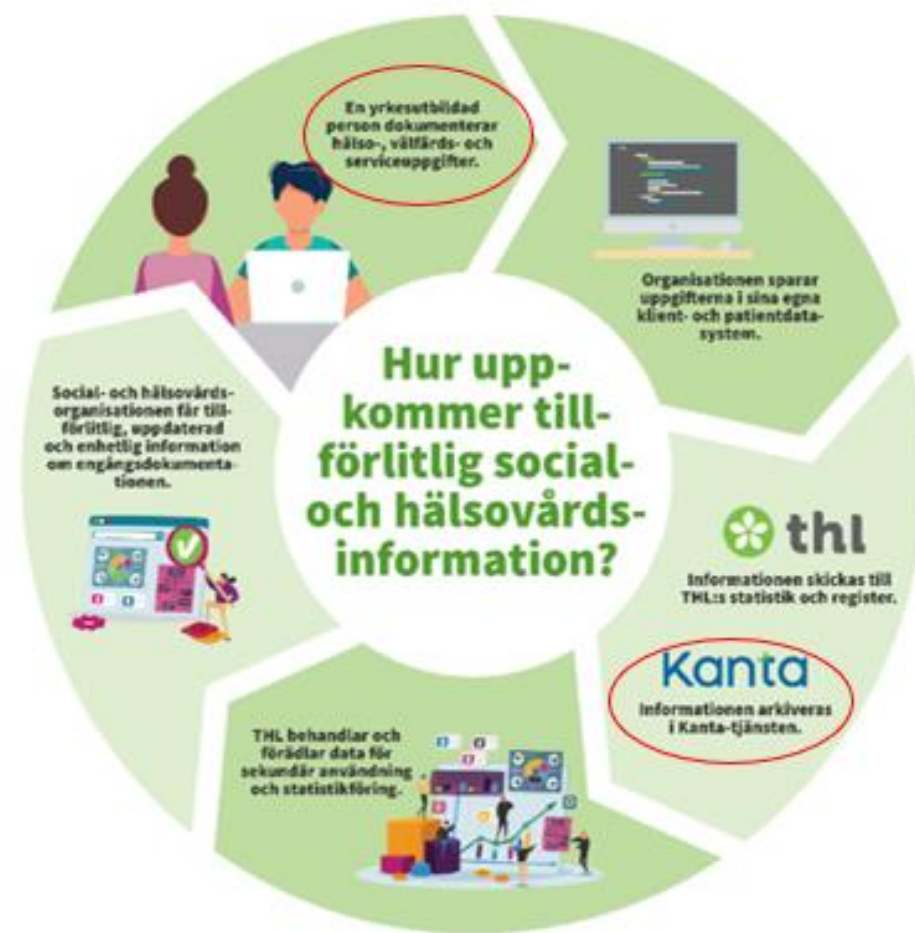 Hur upp-
kommer till-
förlitlig social-
och hälsovårds-
information?
En yrkesutbildad
person dokumenterar
hälso-, välfärds- och
serviceuppgifter.
Organisationen sparar
uppgifterna i sina egna
klient- och patientdata-
system.
thl
Informationen skickas till
THL:s statistik och register.
Kanta
Informationen arkiveras
i Kanta-tjänsten.
THL behandlar och
förädlar data för
sekundär användning
och statistikföring.
Social- och hälsovårds-
organisationen får till-
förlitlig, uppdaterad
och enhetlig information
om engångsdokumenta-
tionen.